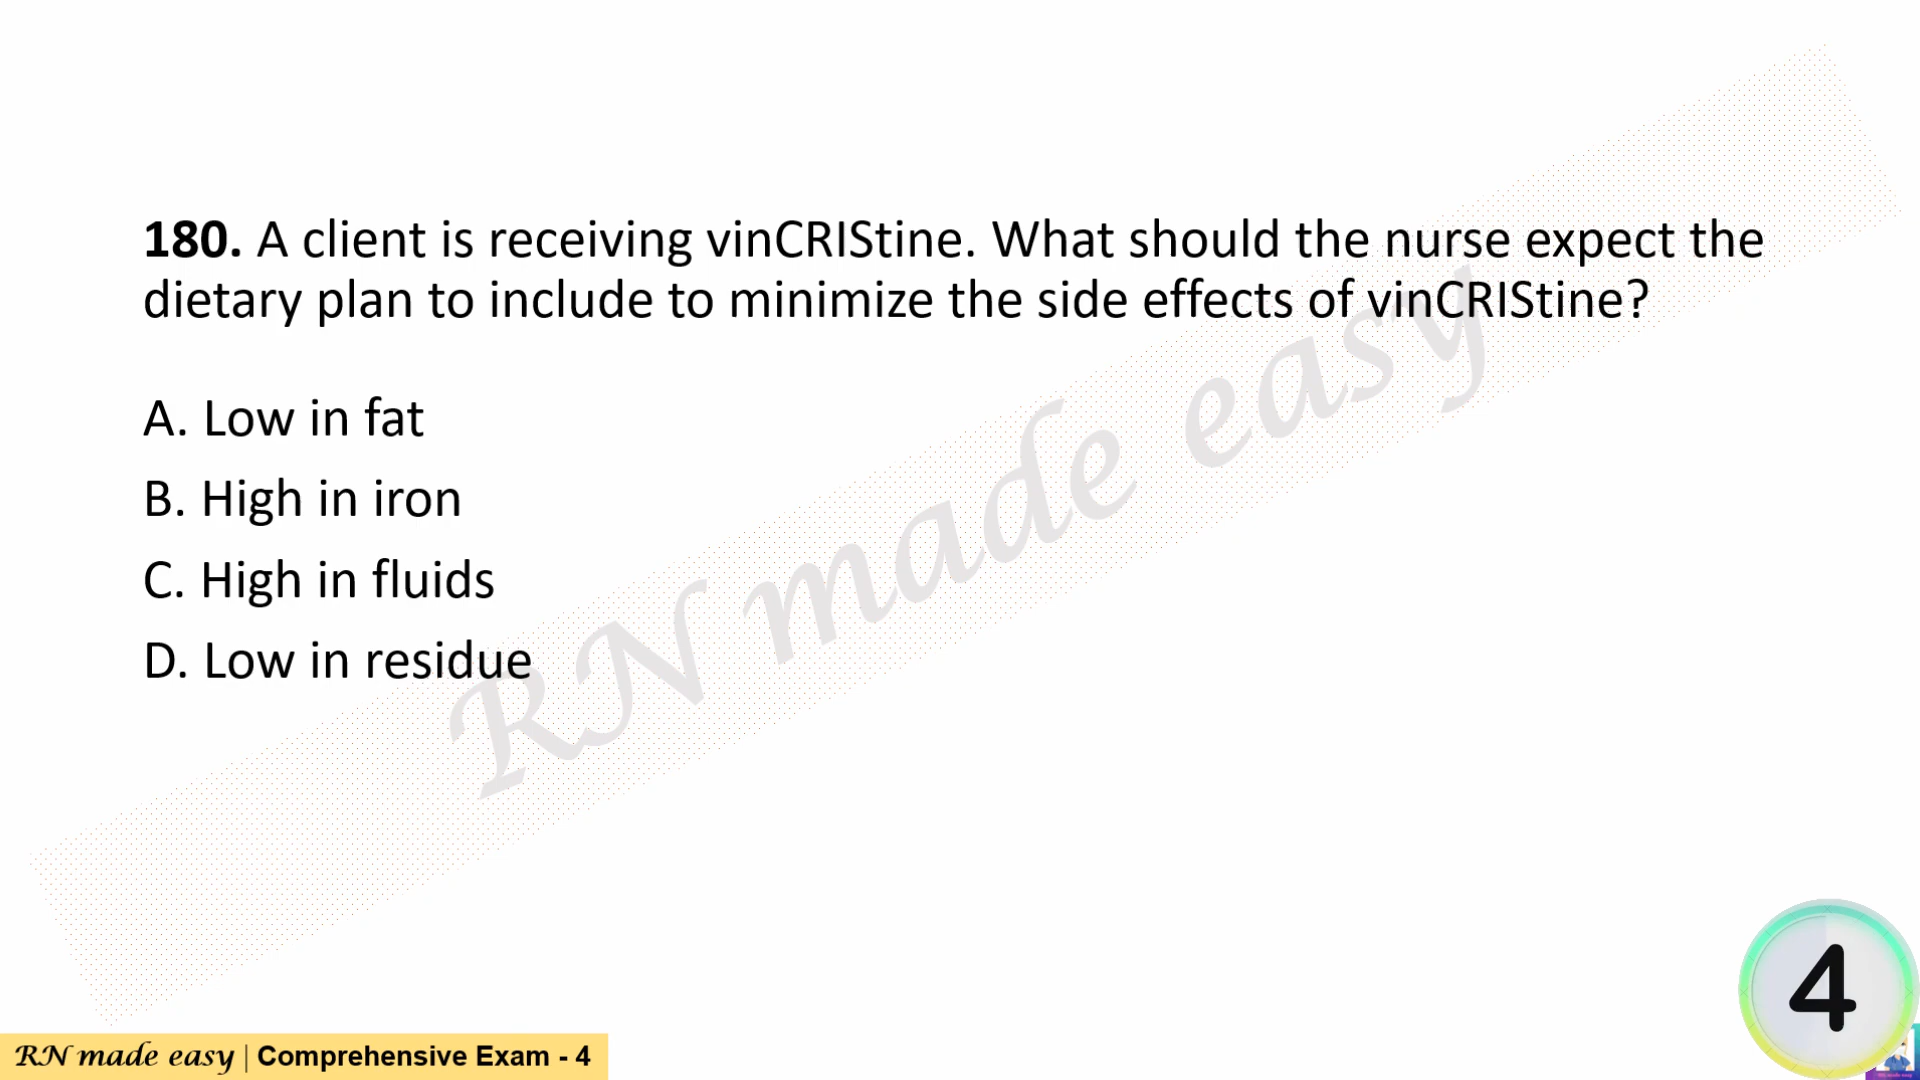 180. A client is receiving vinCRIStine. What should the nurse expect the
dietary plan to include to minimize the side effects of vinCRIStine?
A. Low in fat
B. High in iron
C. High in fluids
D. Low in residue
RN made easy
4
RN made easy | Comprehensive Exam - 4